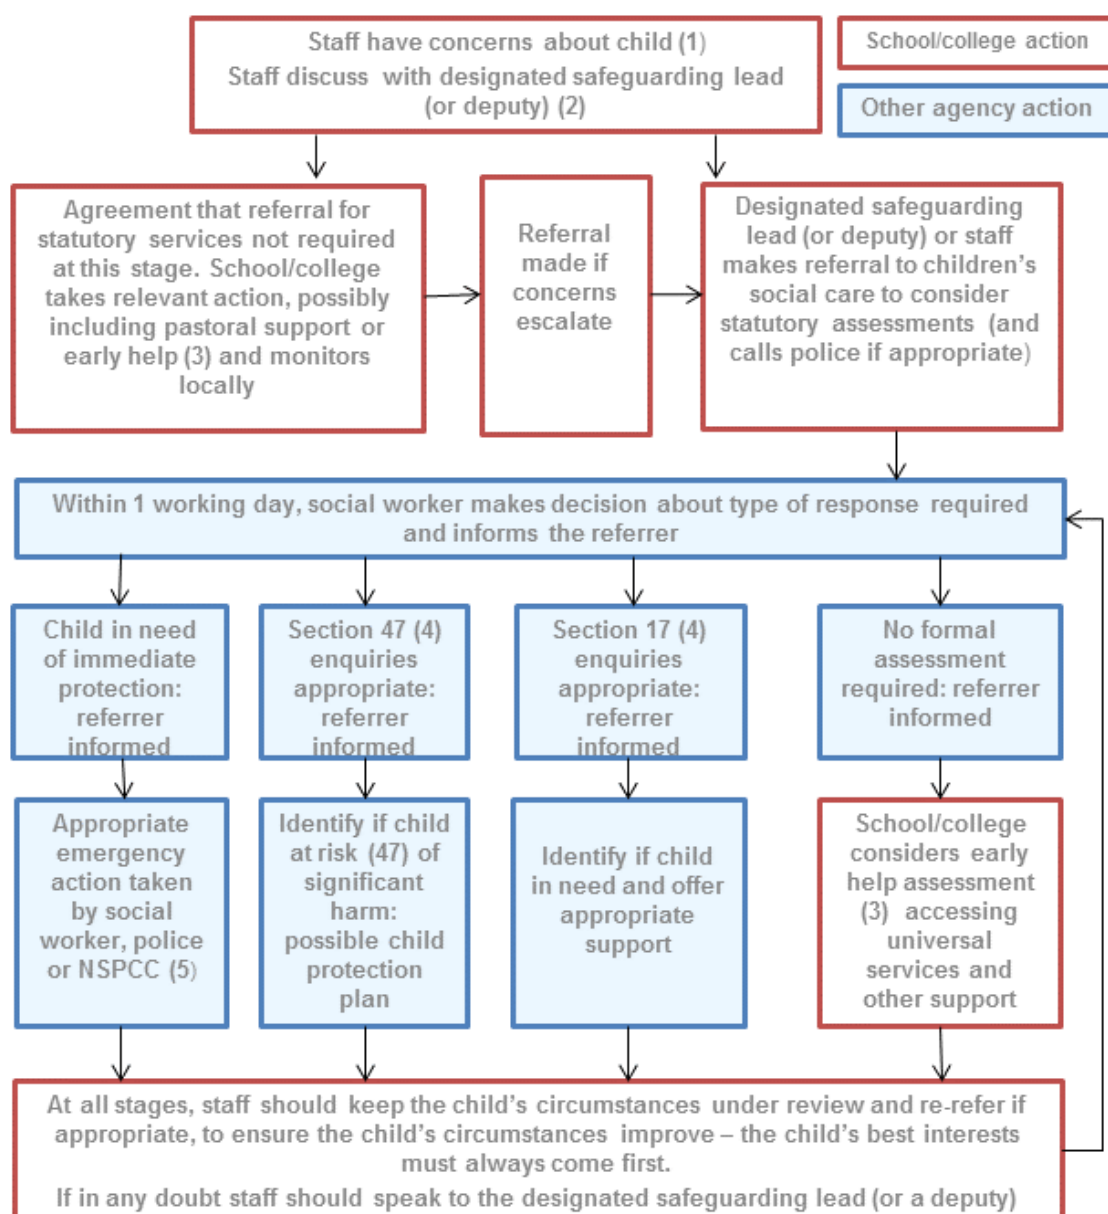 Staff have concerns about child (1)
Staff discuss with designated safeguarding lead
(or deputy) (2)
School/college action
Other agency action
Agreement that referral for
statutory services not required
at this stage. School/college
takes relevant action, possibly
including pastoral support or
early help (3) and monitors
locally
Referral
made if
concerns
escalate
Designated safeguarding
lead (or deputy) or staff
makes referral to children's
social care to consider
statutory assessments (and
calls police if appropriate)
Within 1 working day, social worker makes decision about type of response required
and informs the referrer
Child in need
of immediate
protection:
referrer
informed
Section 47 (4)
enquiries
appropriate:
referrer
informed
Section 17 (4)
enquiries
appropriate:
referrer
informed
No formal
assessment
required: referrer
informed
Appropriate
emergency
action taken
by social
worker, police
or NSPCC (5)
Identify if child
at risk (47) of
significant
harm:
possible child
protection
plan
Identify if child
in need and offer
appropriate
support
School/college
considers early
help assessment
(3) accessing
universal
services and
other support
At all stages, staff should keep the child's circumstances under review and re-refer if
appropriate, to ensure the child's circumstances improve – the child's best interests
must always come first.
If in any doubt staff should speak to the designated safeguarding lead (or a deputy)